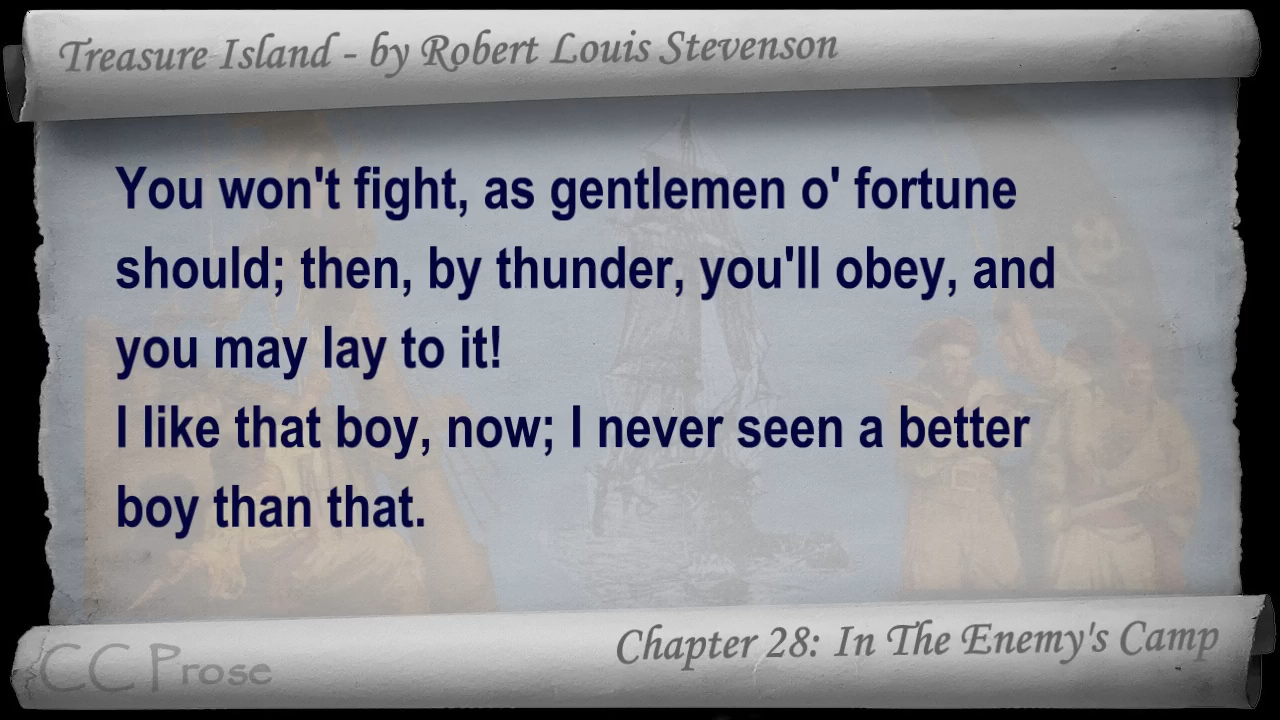 Treasure Island - by Robert Louis Stevenson
You won't fight, as gentlemen o' fortune
should; then, by thunder, you'll obey, and
you may lay to it!
I like that boy, now; I never seen a better
boy than that.
Chapter 28: In The Enemy's Camp
CC Prose